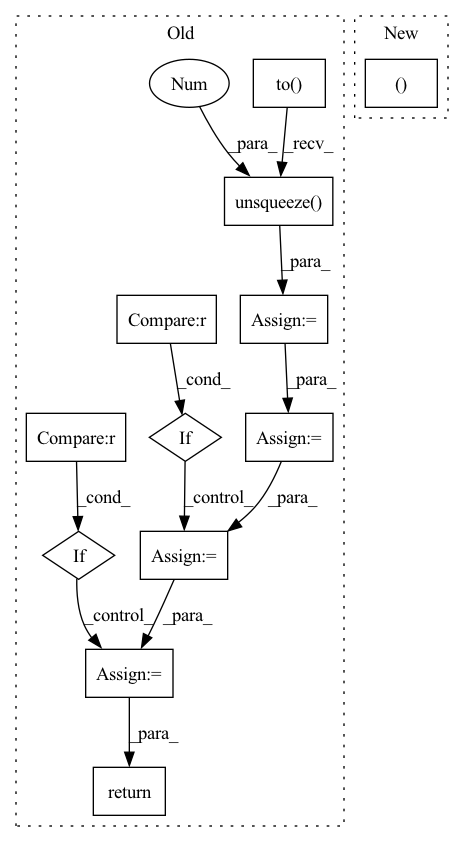 Old
New
Num
to()
()
_para_
_recv_
unsqueeze()
_para_
Compare:r
Assign:=
_cond_
_para_
Compare:r
If
Assign:=
_cond_
_control_
_para_
If
Assign:=
_control_
_para_
Assign:=
_para_
return